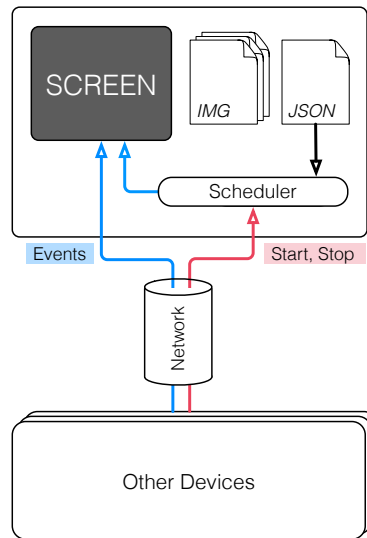 SCREEN
IMG
JSON
Scheduler
Events
Start, Stop
Network
Other Devices